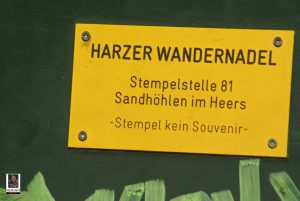 HARZER WANDERNADEL
Stempelstelle 81
Sandhöhlen im Heers
-Stempel kein Souvenir-